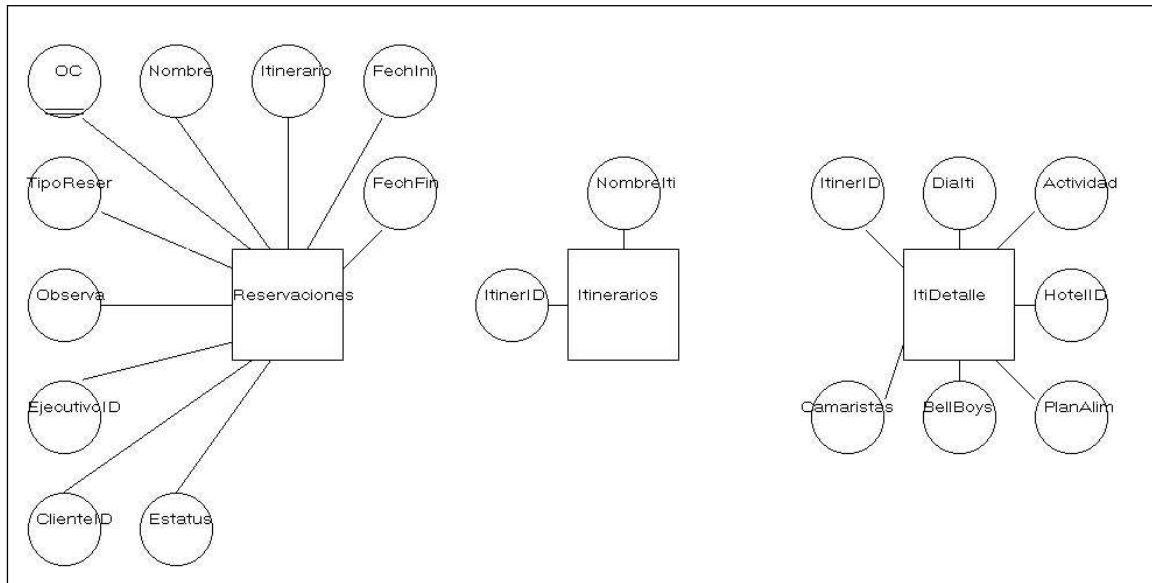 OC
Nombre
Itinerario
FechIni
TipoReser
FechFin
NombreIti
ItinerID
DiaIti
Actividad
Observa
Reservaciones
ItinerID
Itinerarios
ItiDetalle
HotelID
EjecutivoID
Camaristas
BellBoys
PlanAlim
ClienteID
Estatus